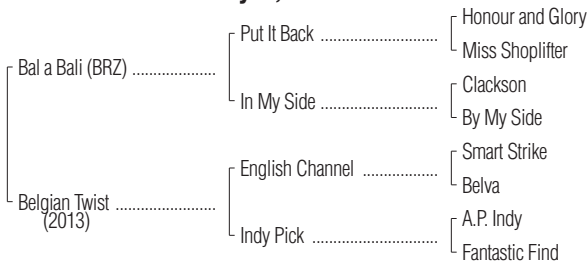 Honour and Glory
Put It Back ............................
Miss Shoplifter
Bal a Bali (BRZ) ....................
Clackson
In My Side .............................
By My Side
Smart Strike
English Channel ..................
Belva
Belgian Twist ........................
(2013)
A.P. Indy
Indy Pick ..............................
Fantastic Find